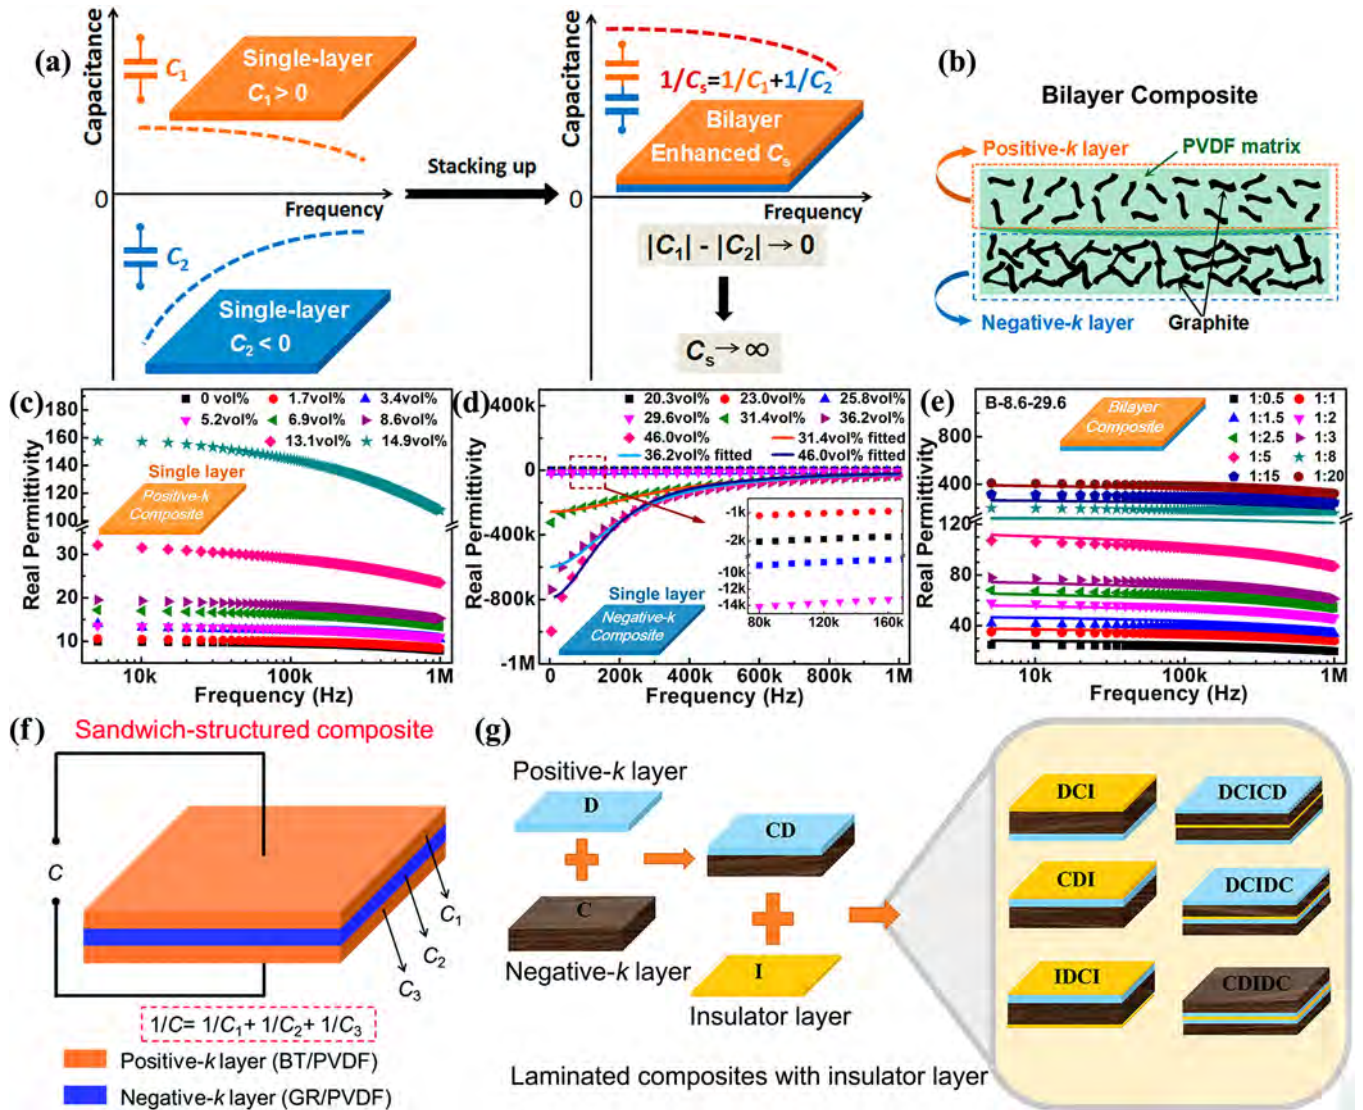 (a)
Capacitance
0
Frequency
C1
Single-layer
C1 > 0
C2
Single-layer
C2 < 0
Stacking up
Capacitance
0
Frequency
1/Cs=1/C1+1/C2
Bilayer
Enhanced Cs
|C1| - |C2| → 0
Cs → ∞
(b)
Bilayer Composite
Positive-k layer
PVDF matrix
Negative-k layer
Graphite
(c)
Real Permittivity
180
160
140
120
100
30
20
10
0 vol%
1.7vol%
3.4vol%
5.2vol%
6.9vol%
8.6vol%
13.1vol%
14.9vol%
Single layer
Positive-k
Composite
10k
100k
1M
Frequency (Hz)
(d)
Real Permittivity
400k
200k
0
-200k
-400k
-600k
-800k
-1M
20.3vol%
23.0vol%
25.8vol%
29.6vol%
31.4vol%
36.2vol%
46.0vol%
31.4vol% fitted
36.2vol% fitted
46.0vol% fitted
-1k
-2k
-10k
-12k
-14k
80k
120k
160k
Single layer
Negative-k
Composite
0k
200k
400k
600k
800k
1M
Frequency (Hz)
(e)
Real Permittivity
1200
800
400
120
80
40
B-8.6-29.6
Bilayer
Composite
1:0.5
1:1
1:1.5
1:2
1:2.5
1:3
1:5
1:8
1:15
1:20
10k
100k
1M
Frequency (Hz)
(f)
Sandwich-structured composite
C
C1
C2
C3
1/C= 1/C1+ 1/C2+ 1/C3
Positive-k layer (BT/PVDF)
Negative-k layer (GR/PVDF)
(g)
Positive-k layer
D
C
Negative-k layer
CD
I
Insulator layer
Laminated composites with insulator layer
DCI
DCICD
CDI
DCIDC
IDCI
CDIDC